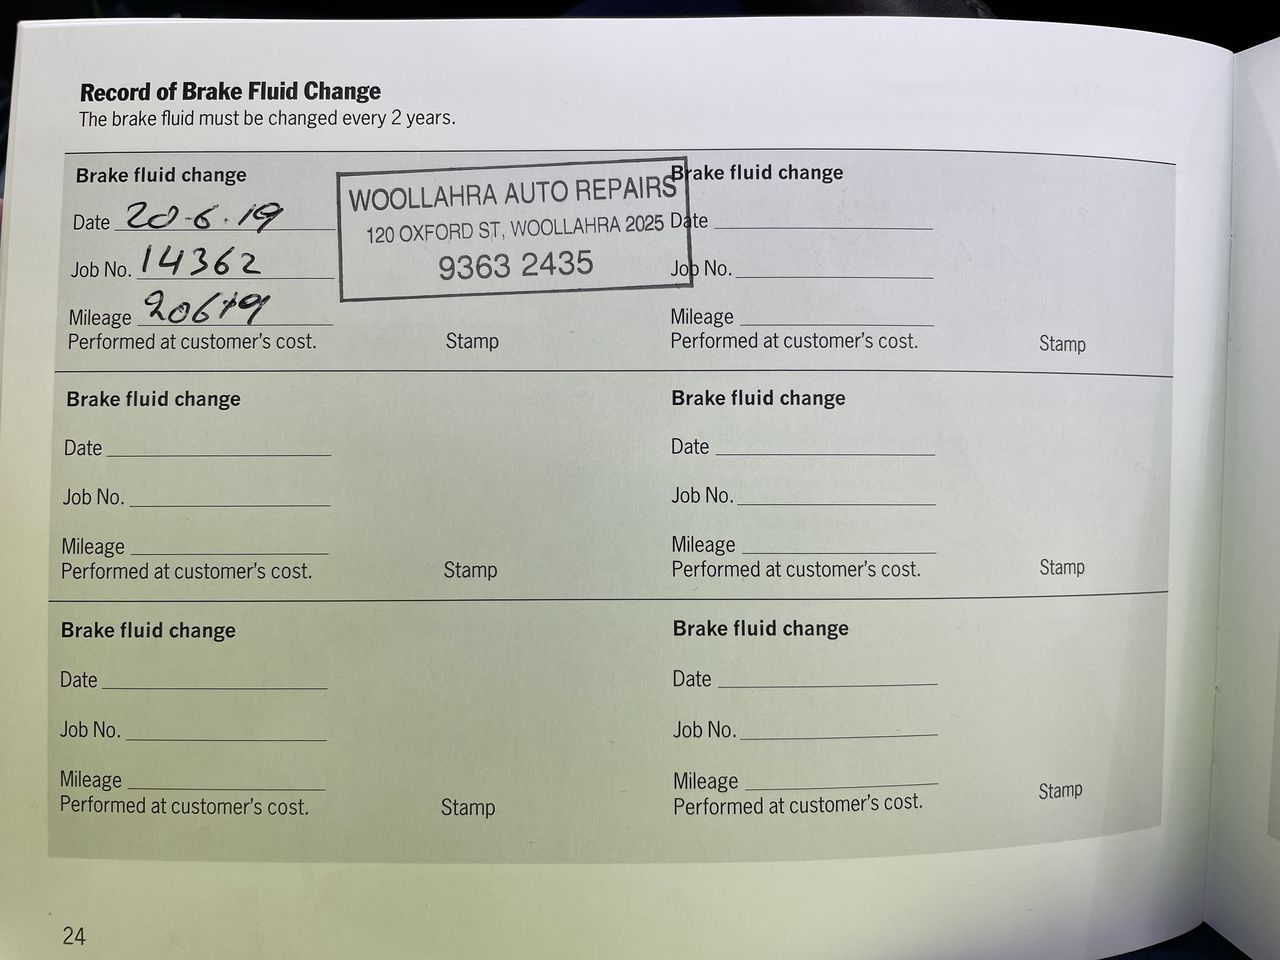 Record of Brake Fluid Change
The brake fluid must be changed every 2 years.
Brake fluid change
Date 20-6-19
Job No. 14362
Mileage
Performed at customer's cost.
Stamp
WOOLLAHRA AUTO REPAIRS
120 OXFORD ST, WOOLLAHRA 2025
9363 2435
Brake fluid change
Date
Job No.
Mileage
Performed at customer's cost.
Stamp
Brake fluid change
Date
Job No.
Mileage
Performed at customer's cost.
Stamp
Brake fluid change
Date
Job No.
Mileage
Performed at customer's cost.
Stamp
Brake fluid change
Date
Job No.
Mileage
Performed at customer's cost.
Stamp
Brake fluid change
Date
Job No.
Mileage
Performed at customer's cost.
Stamp
24